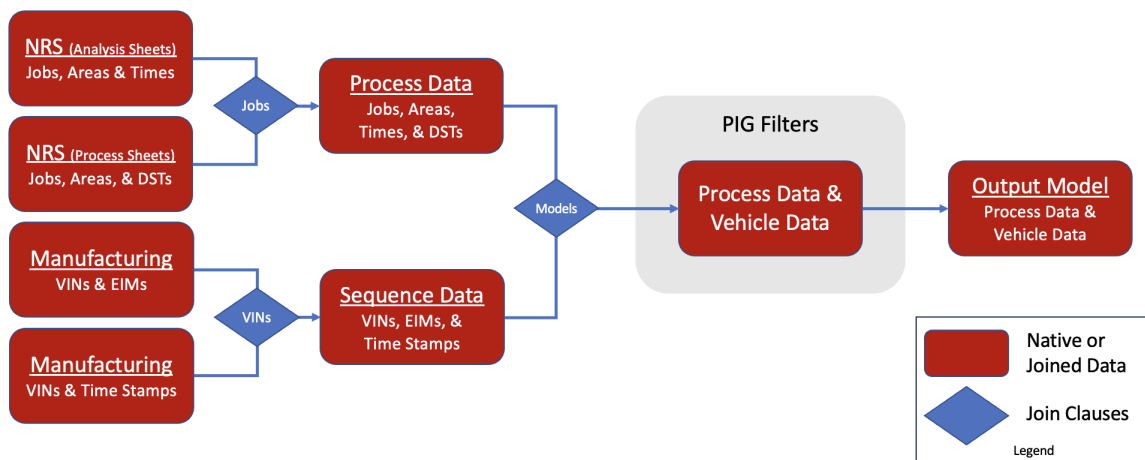 NRS (Analysis Sheets)
Jobs, Areas & Times
NRS (Process Sheets)
Jobs, Areas, & DSTs
Manufacturing
VINs & EIMs
Manufacturing
VINs & Time Stamps
Jobs
VINs
Process Data
Jobs, Areas,
Times, & DSTs
Sequence Data
VINs, EIMs, &
Time Stamps
Models
PIG Filters
Process Data &
Vehicle Data
Output Model
Process Data &
Vehicle Data
Native or
Joined Data
Join Clauses
Legend